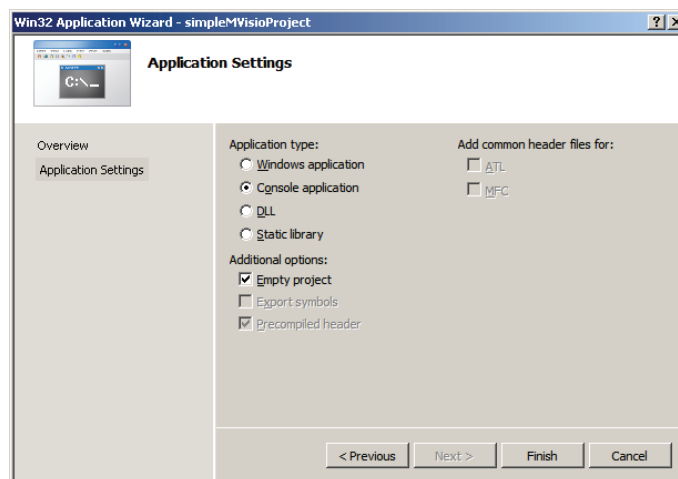 Win32 Application Wizard - simpleMVisioProject
C:\_
Application Settings
Overview
Application Settings
Application type:
Windows application
Console application
DLL
Static library
Additional options:
Empty project
Export symbols
Precompiled header
Add common header files for:
ATL
MFC
< Previous
Next >
Finish
Cancel